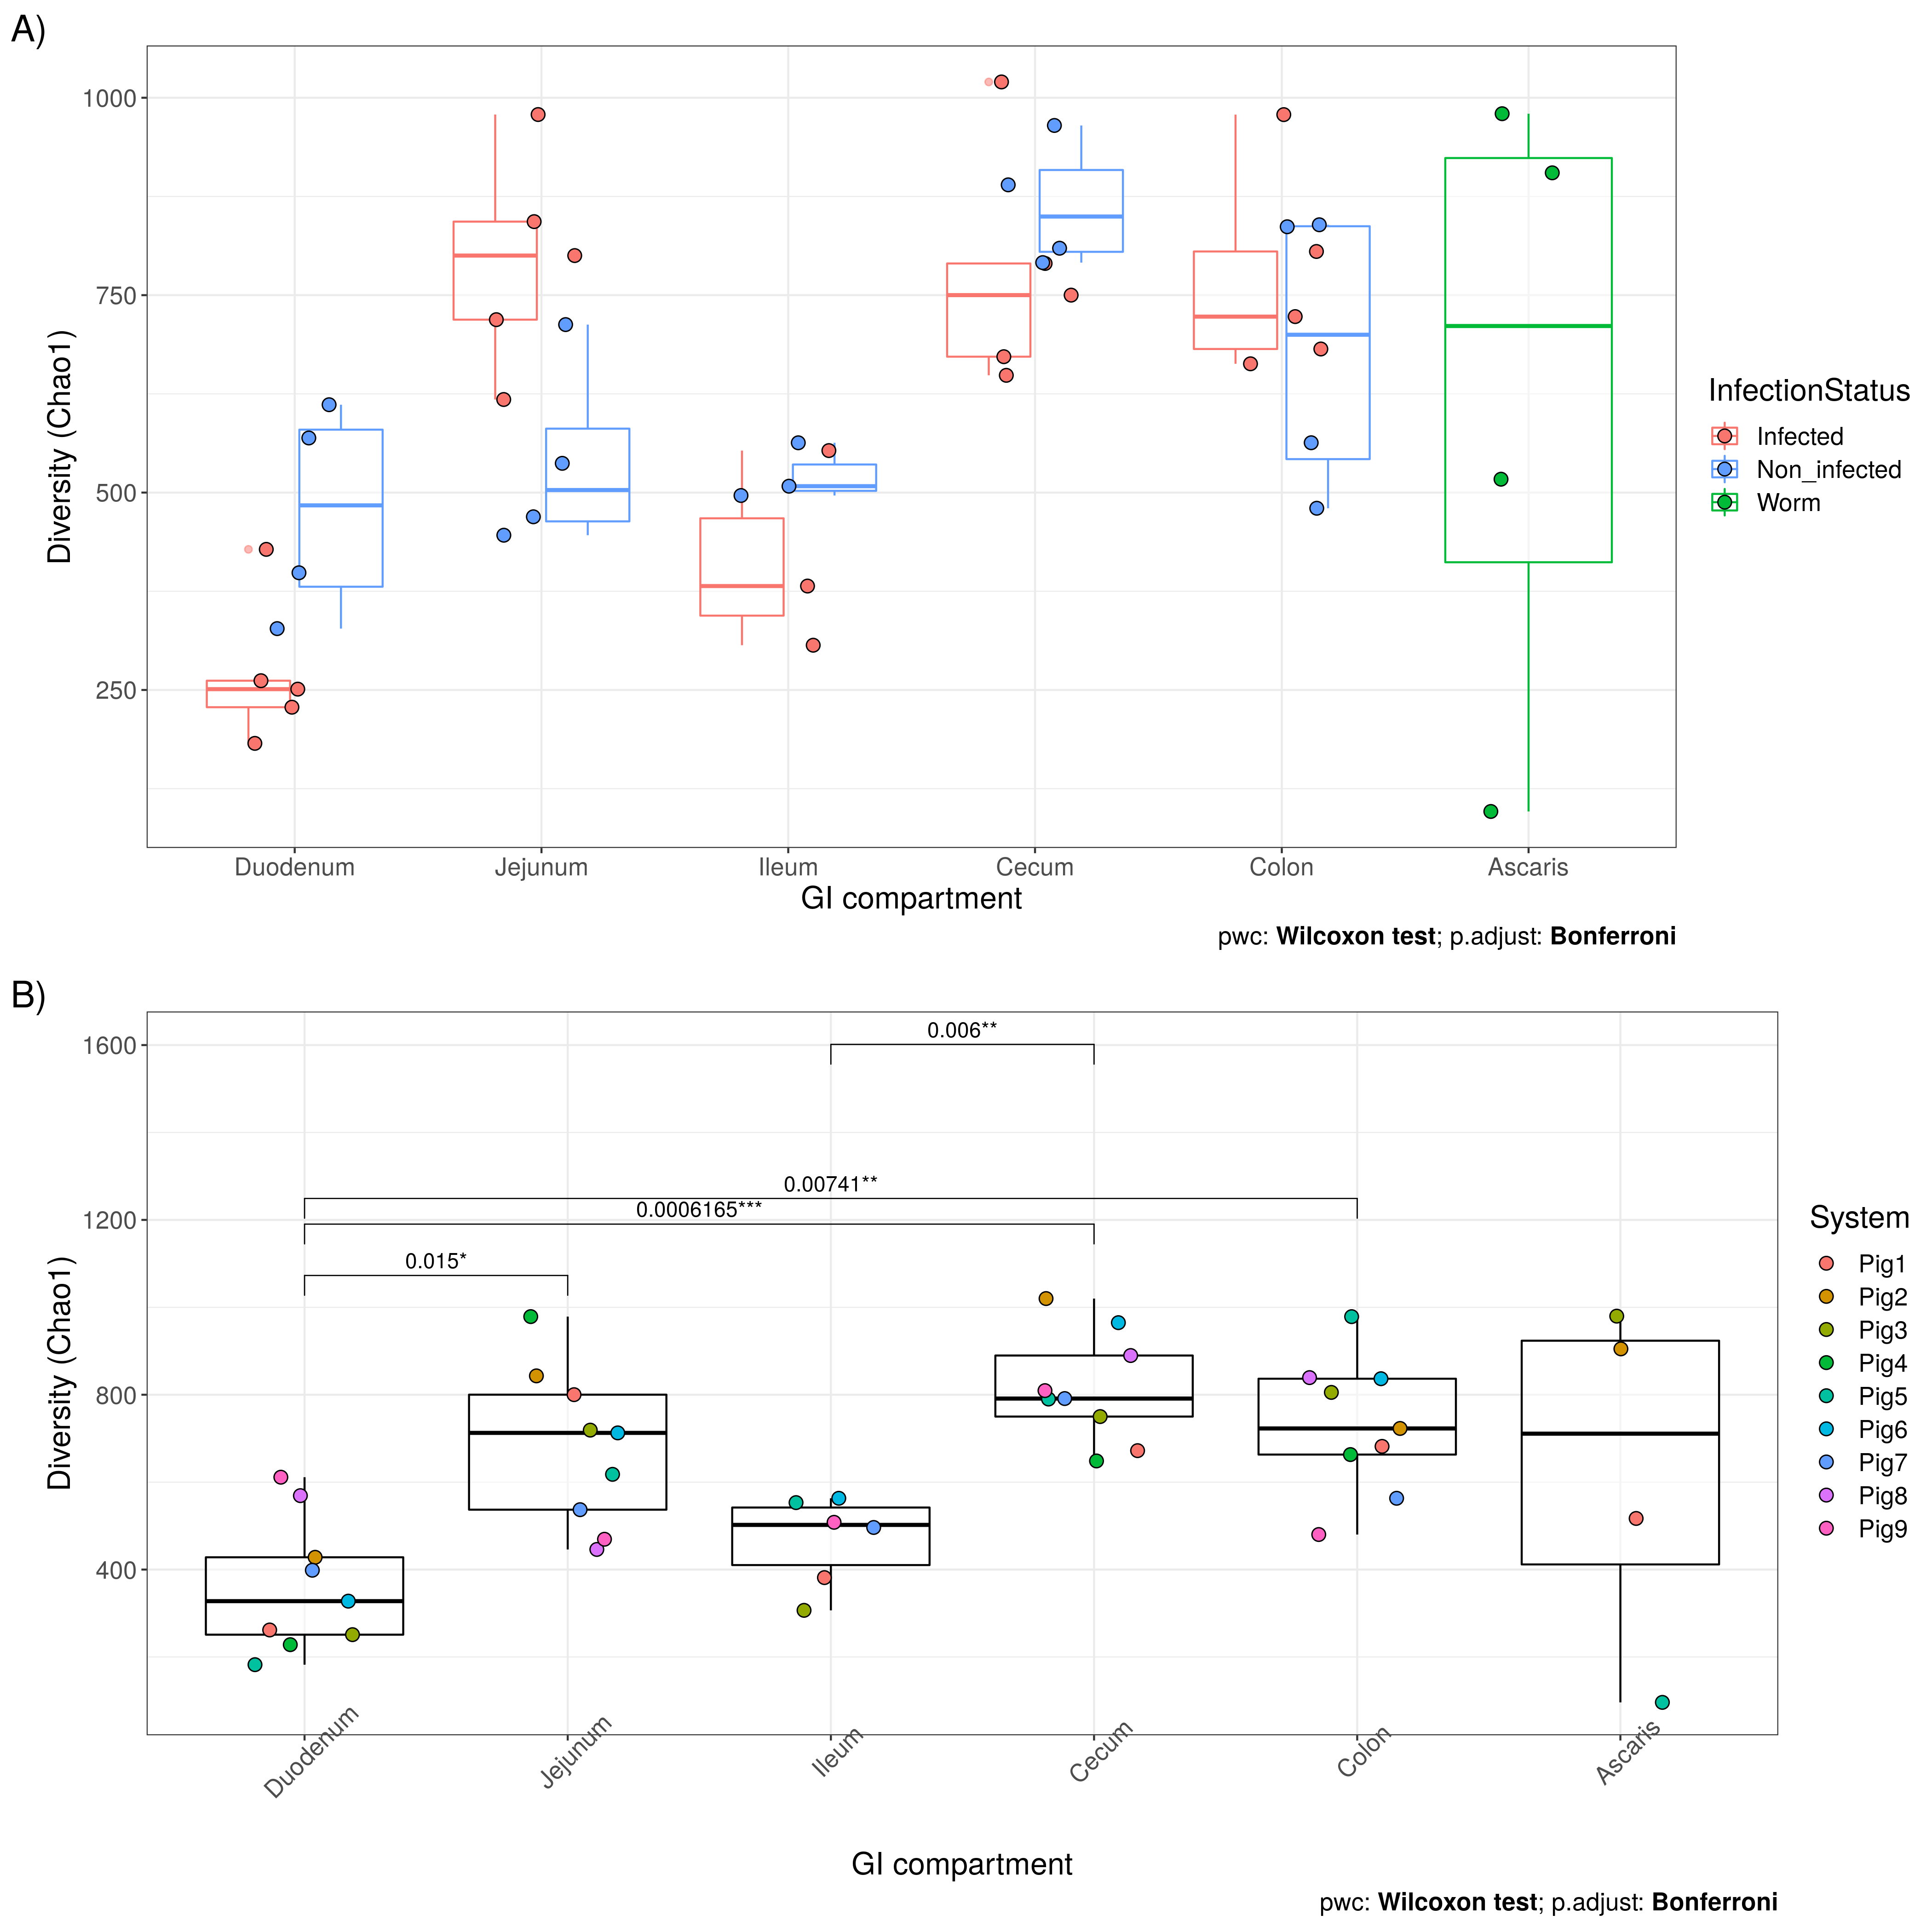 A)
1000
750
500
250
Diversity (Chao1)
Duodenum Jejunum Ileum Cecum Colon Ascaris
GI compartment
pwc: Wilcoxon test; p.adjust: Bonferroni
InfectionStatus
Infected
Non_infected
Worm
B)
1600
1200
800
400
Diversity (Chao1)
0.006**
0.00741**
0.0006165***
0.015*
Duodenum Jejunum Ileum Cecum Colon Ascaris
GI compartment
pwc: Wilcoxon test; p.adjust: Bonferroni
System
Pig1
Pig2
Pig3
Pig4
Pig5
Pig6
Pig7
Pig8
Pig9